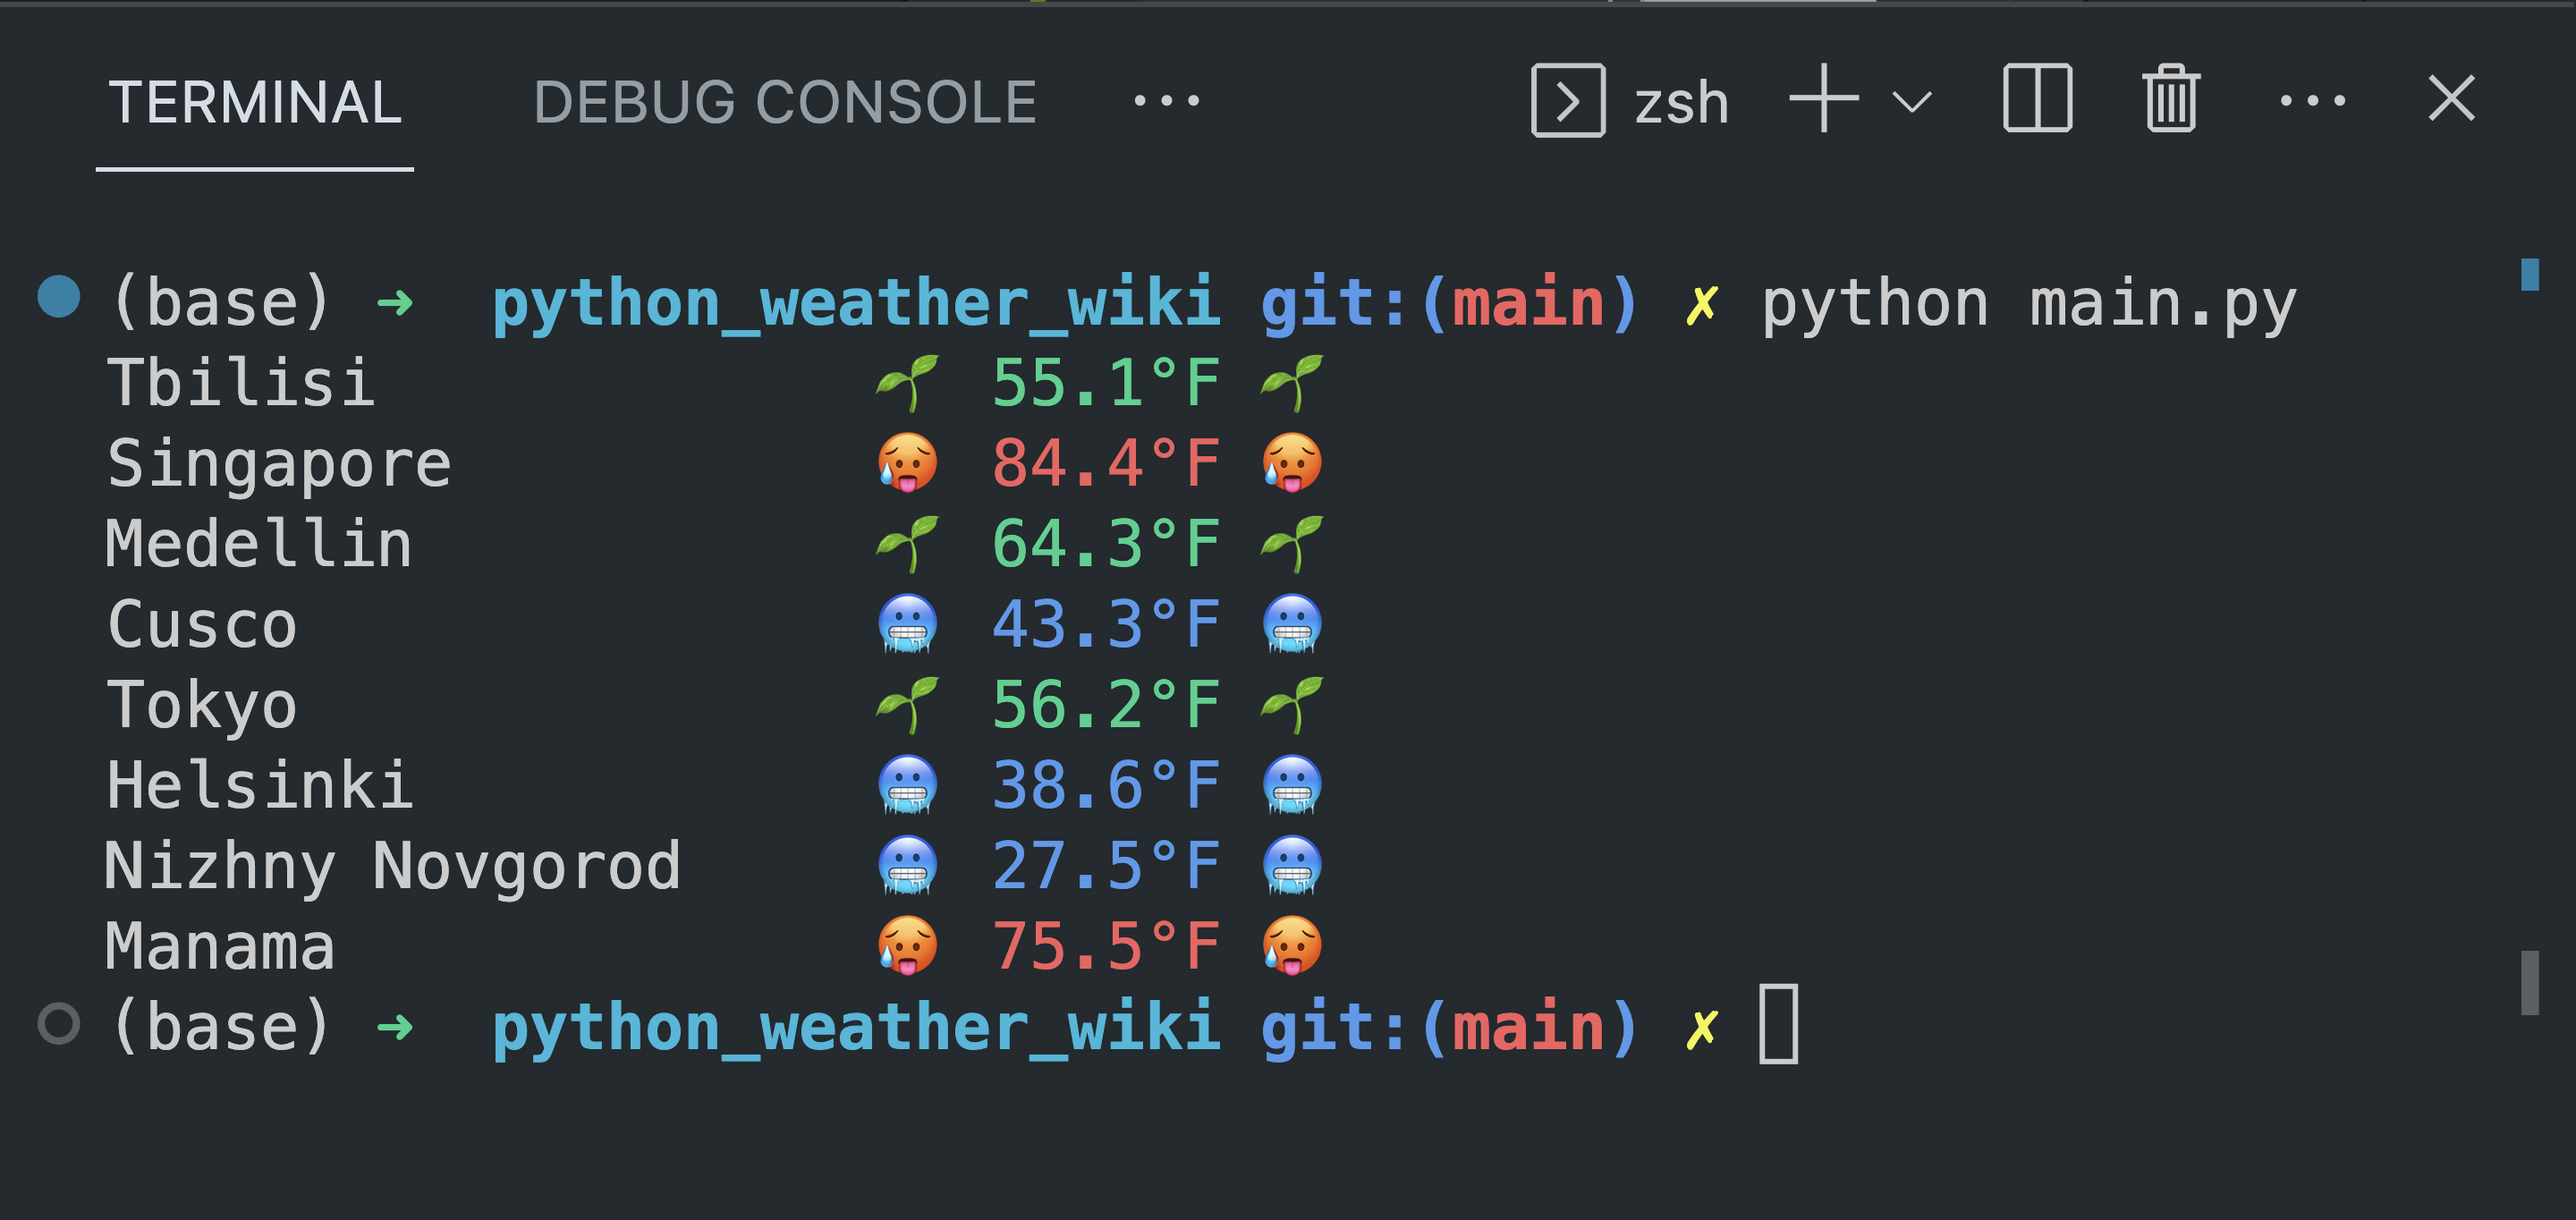 TERMINAL DEBUG CONSOLE ··· zsh ···
(base) ➜ python_weather_wiki git:(main) ✗ python main.py
Tbilisi 🌱 55.1°F 🌱
Singapore 🥵 84.4°F 🥵
Medellin 🌱 64.3°F 🌱
Cusco 🥶 43.3°F 🥶
Tokyo 🌱 56.2°F 🌱
Helsinki 🥶 38.6°F 🥶
Nizhny Novgorod 🥶 27.5°F 🥶
Manama 🥵 75.5°F 🥵
(base) ➜ python_weather_wiki git:(main) ✗